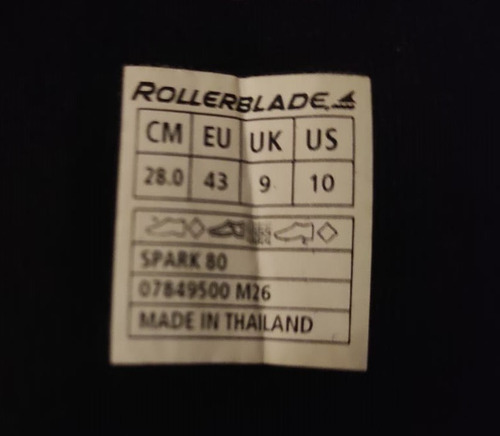 ROLLERBLADE
CM EU UK US
28.0 43 9 10
SPARK 80
07849500 M26
MADE IN THAILAND